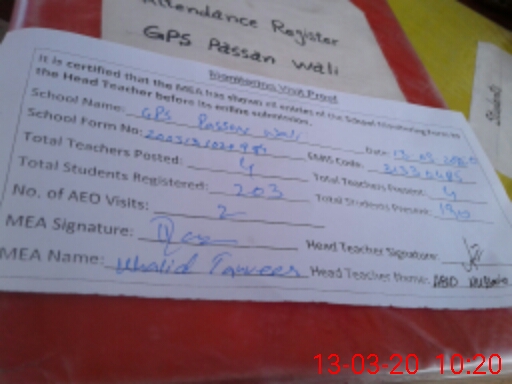 Attendance Register
GPS Passan wali
Monitoring Visit Proof
It is certified that the MEA has shown all entries of the School Monitoring Form to
the Head Teacher before its online submission.
School Name: GPS Passan wali Date: 13-03-2020
School Form No: EMIS Code:
Total Teachers Posted: 4 Total Teachers Present: 4
Total Students Registered: 203 Total Students Present: 190
No. of AEO Visits: 2
MEA Signature: Head Teacher Signature:
MEA Name: Khalid Tanveer Head Teacher Name:
Students
13-03-20 10:20